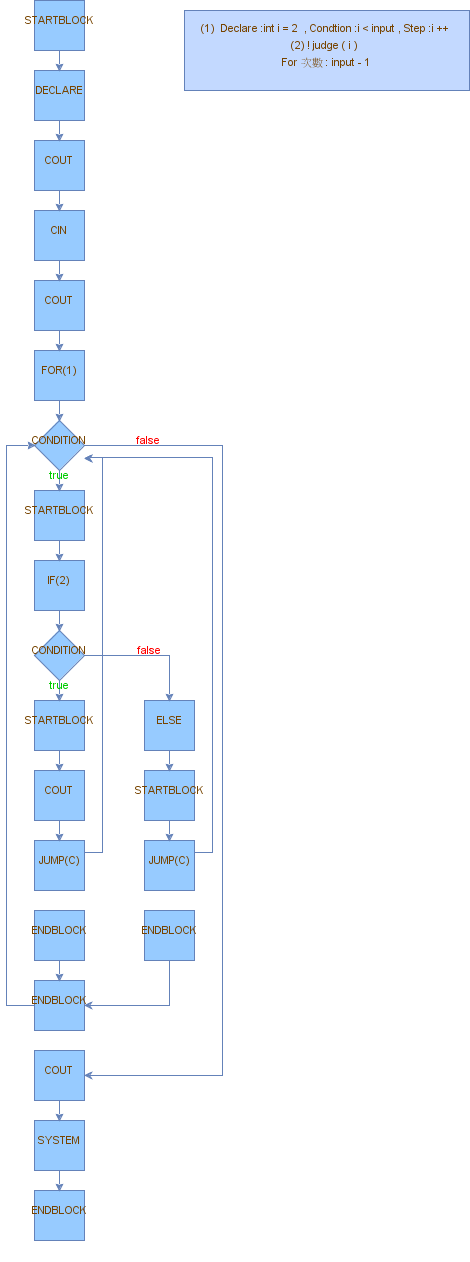 STARTBLOCK
(1) Declare :int i = 2 , Condtion :i < input , Step :i ++
(2) ! judge ( i )
For 次數 : input - 1
DECLARE
COUT
CIN
COUT
FOR(1)
CONDITION
false
true
STARTBLOCK
IF(2)
CONDITION
false
true
STARTBLOCK
ELSE
COUT
STARTBLOCK
JUMP(C)
JUMP(C)
ENDBLOCK
ENDBLOCK
ENDBLOCK
COUT
SYSTEM
ENDBLOCK